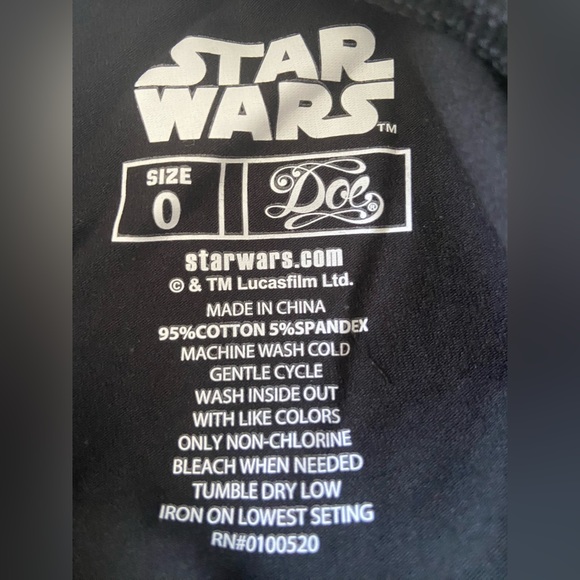 STAR
WARS™
SIZE
0
Doe®
starwars.com
© & TM Lucasfilm Ltd.
MADE IN CHINA
95%COTTON 5%SPANDEX
MACHINE WASH COLD
GENTLE CYCLE
WASH INSIDE OUT
WITH LIKE COLORS
ONLY NON-CHLORINE
BLEACH WHEN NEEDED
TUMBLE DRY LOW
IRON ON LOWEST SETING
RN#0100520